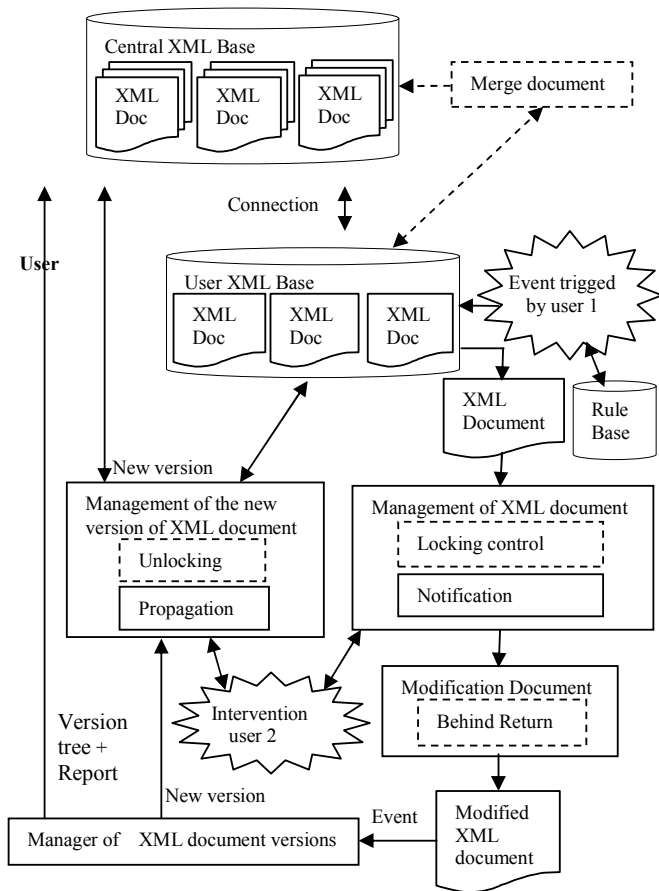 Central XML Base
XML
Doc
XML
Doc
XML
Doc
Merge document
Connection
User
User XML Base
XML
Doc
XML
Doc
XML
Doc
Event trigged
by user 1
XML
Document
Rule
Base
New version
Management of the new
version of XML document
Unlocking
Propagation
Management of XML document
Locking control
Notification
Intervention
user 2
Modification Document
Behind Return
Version
tree +
Report
New version
Manager of XML document versions
Event
Modified
XML
document